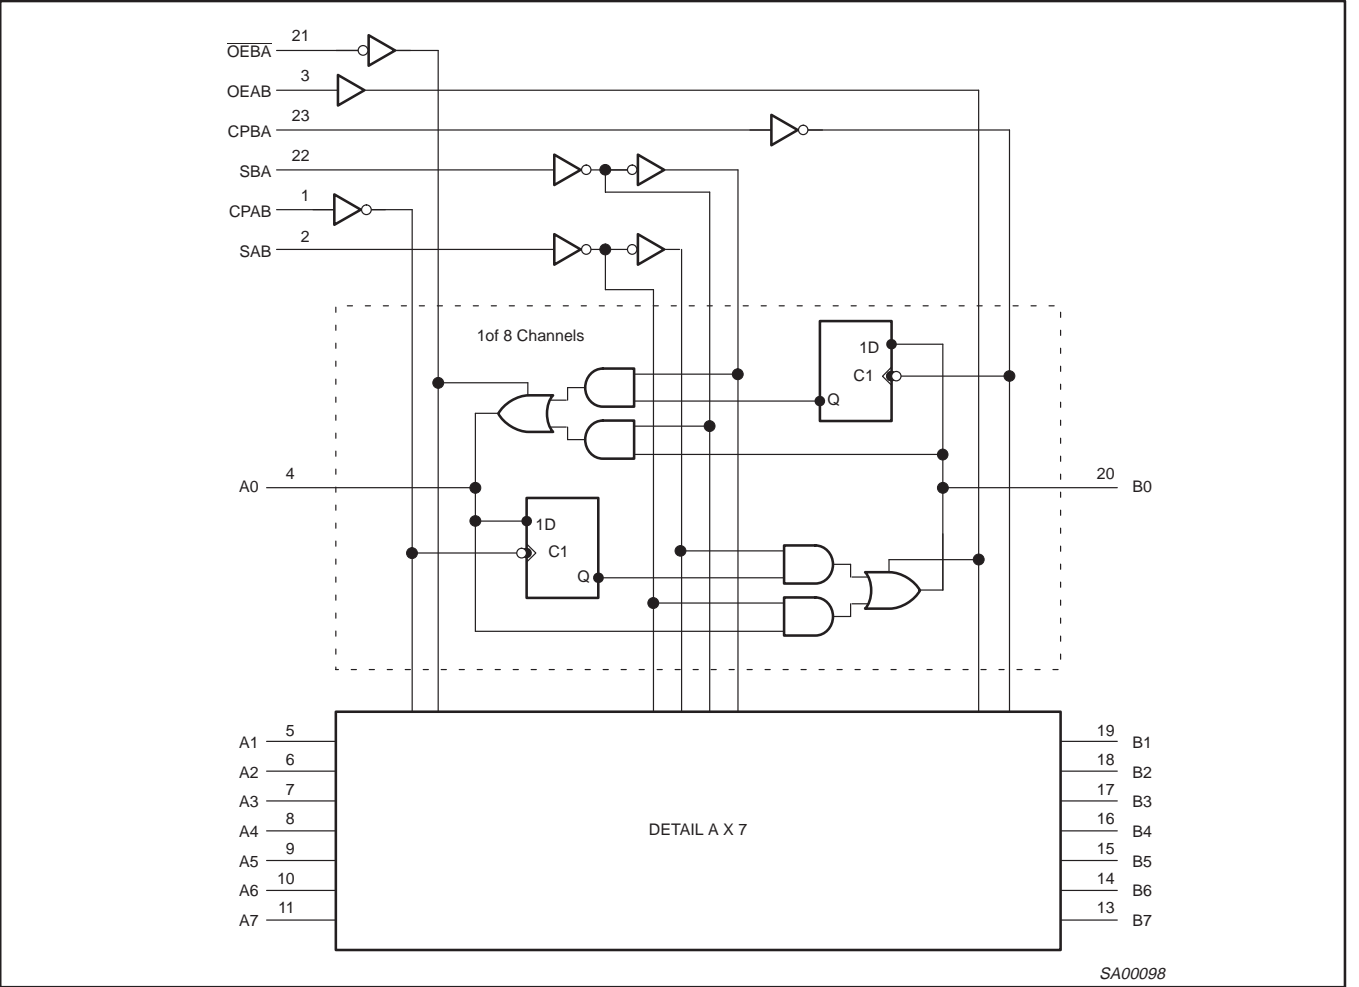 OEBA 21
OEAB 3
CPBA 23
SBA 22
CPAB 1
SAB 2
1of 8 Channels
1D
C1
Q
A0 4
20 B0
1D
C1
Q
A1 5
19 B1
A2 6
18 B2
A3 7
17 B3
A4 8
16 B4
A5 9
15 B5
A6 10
14 B6
A7 11
13 B7
DETAIL A X 7
SA00098